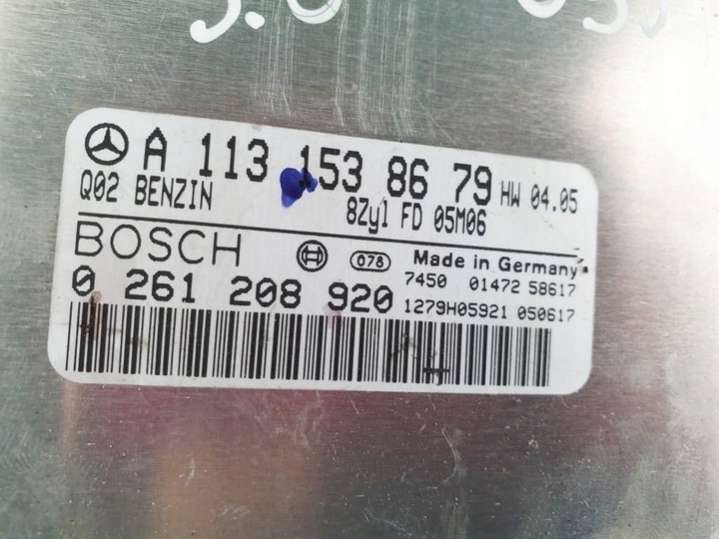 A 113 153 86 79 HW 04.05
Q02 BENZIN 8Zyl FD 05M06
BOSCH 078 Made in Germany
7450 01472 58617
0 261 208 920 1279H05921 050617